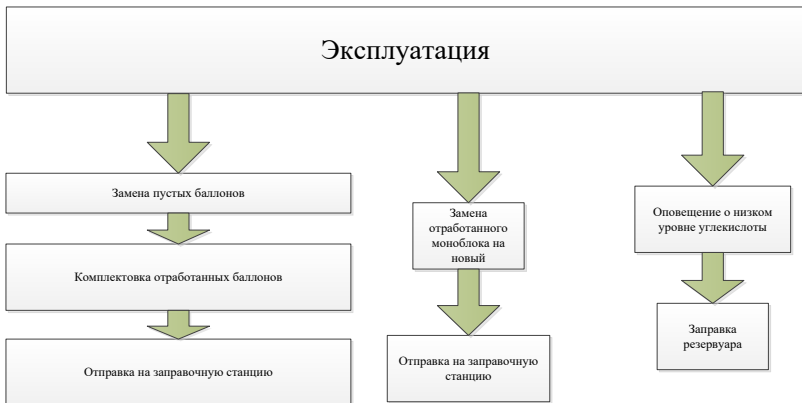 Эксплуатация
Замена пустых баллонов
Комплектовка отработанных баллонов
Отправка на заправочную станцию
Замена
отработанного
моноблока на
новый
Отправка на заправочную
станцию
Оповещение о низком
уровне углекислоты
Заправка
резервуара